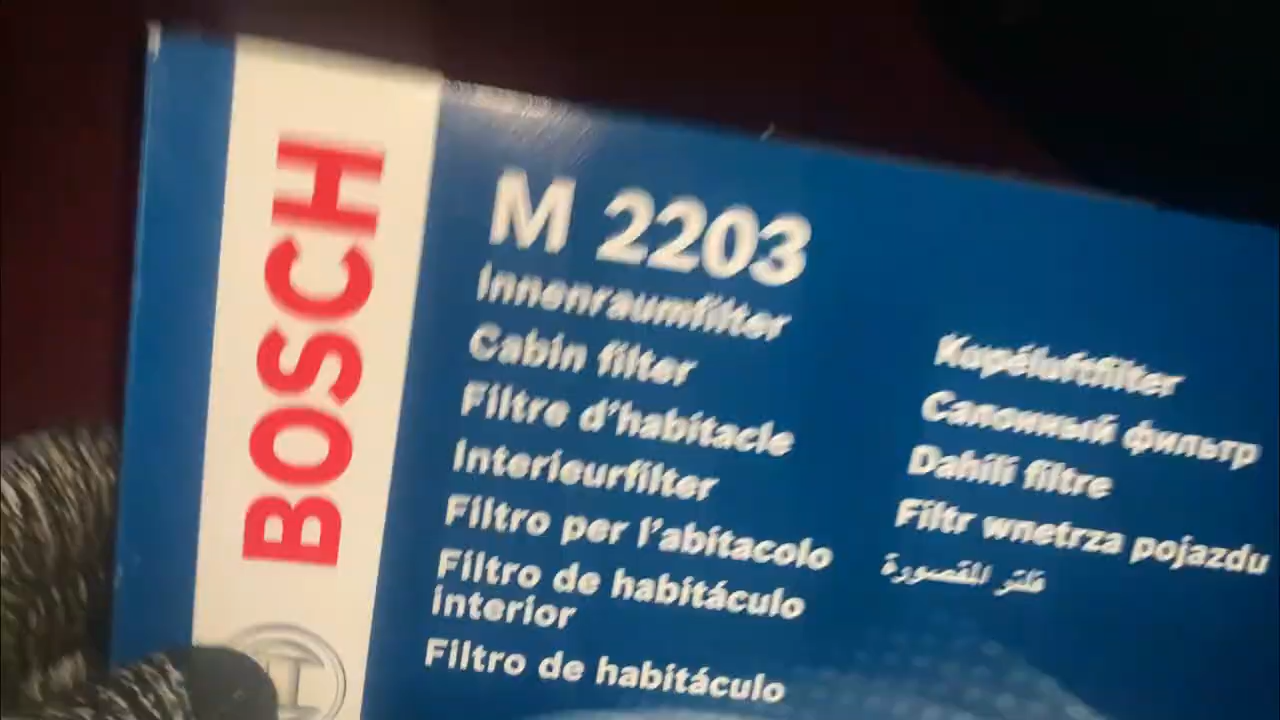 BOSCH
M 2203
Innenraumfilter
Cabin filter
Filtre d'habitacle
Interieurfilter
Filtro per l'abitacolo
Filtro de habitáculo
interior
Filtro de habitáculo
Kupéluftfilter
Салонный фильтр
Dahili filtre
Filtr wnetrza pojazdu
فلتر المقصورة